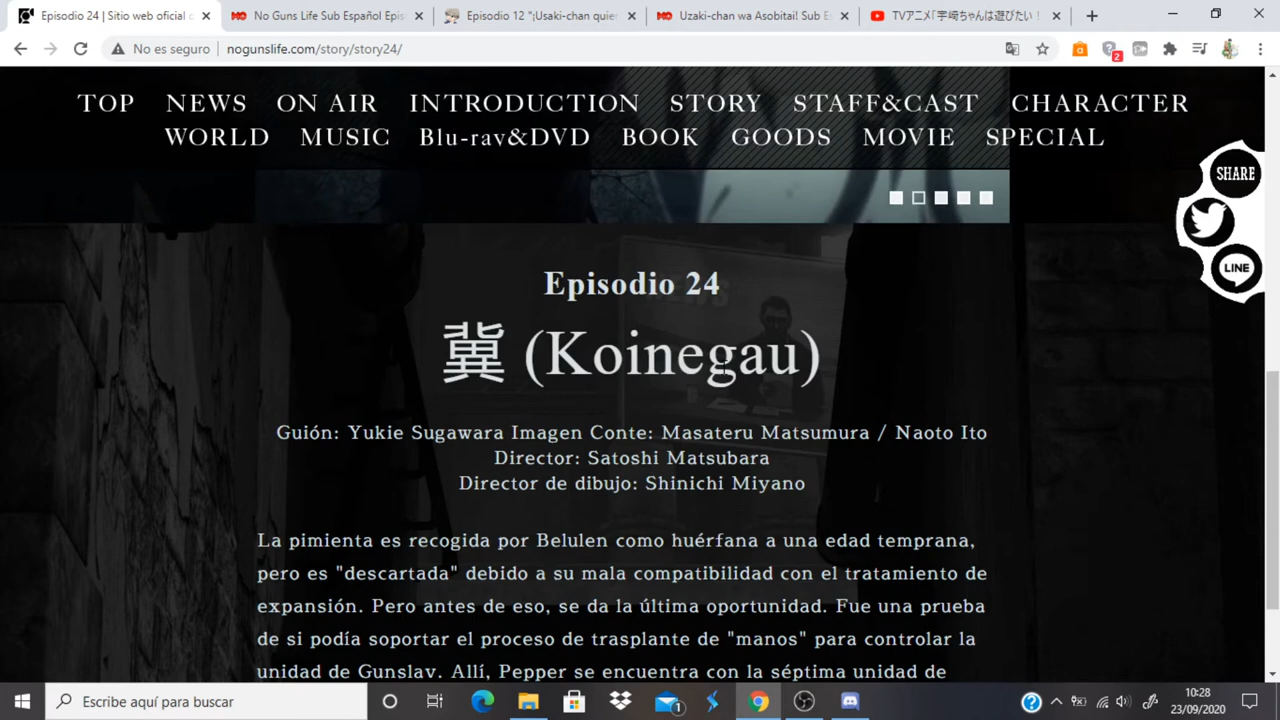 Episodio 24 | Sitio web oficial d
No Guns Life Sub Español Epis
Episodio 12 "¡Usaki-chan quier
Uzaki-chan wa Asobitai! Sub E
TVアニメ「宇崎ちゃんは遊びたい！
No es seguro
nogunslife.com/story/story24/
2
TOP NEWS ON AIR INTRODUCTION STORY STAFF&CAST CHARACTER
WORLD MUSIC Blu-ray&DVD BOOK GOODS MOVIE SPECIAL
SHARE
LINE
Episodio 24
冀 (Koinegau)
Guión: Yukie Sugawara Imagen Conte: Masateru Matsumura / Naoto Ito
Director: Satoshi Matsubara
Director de dibujo: Shinichi Miyano
La pimienta es recogida por Belulen como huérfana a una edad temprana,
pero es "descartada" debido a su mala compatibilidad con el tratamiento de
expansión. Pero antes de eso, se da la última oportunidad. Fue una prueba
de si podía soportar el proceso de trasplante de "manos" para controlar la
unidad de Gunslav. Allí, Pepper se encuentra con la séptima unidad de
Escribe aquí para buscar
1
10:28
23/09/2020